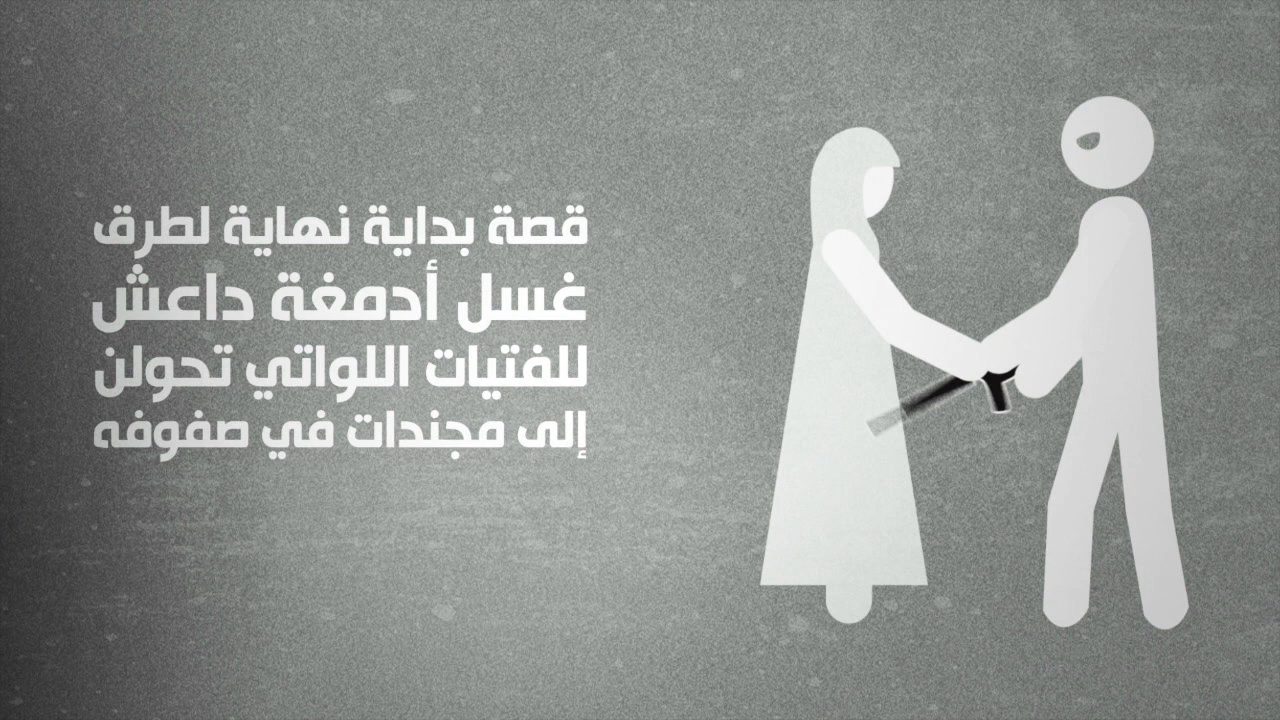 قصة بداية نهاية لطرق
غسل أدمغة داعش
للفتيات اللواتي تحولن
إلى مجندات في صفوفه